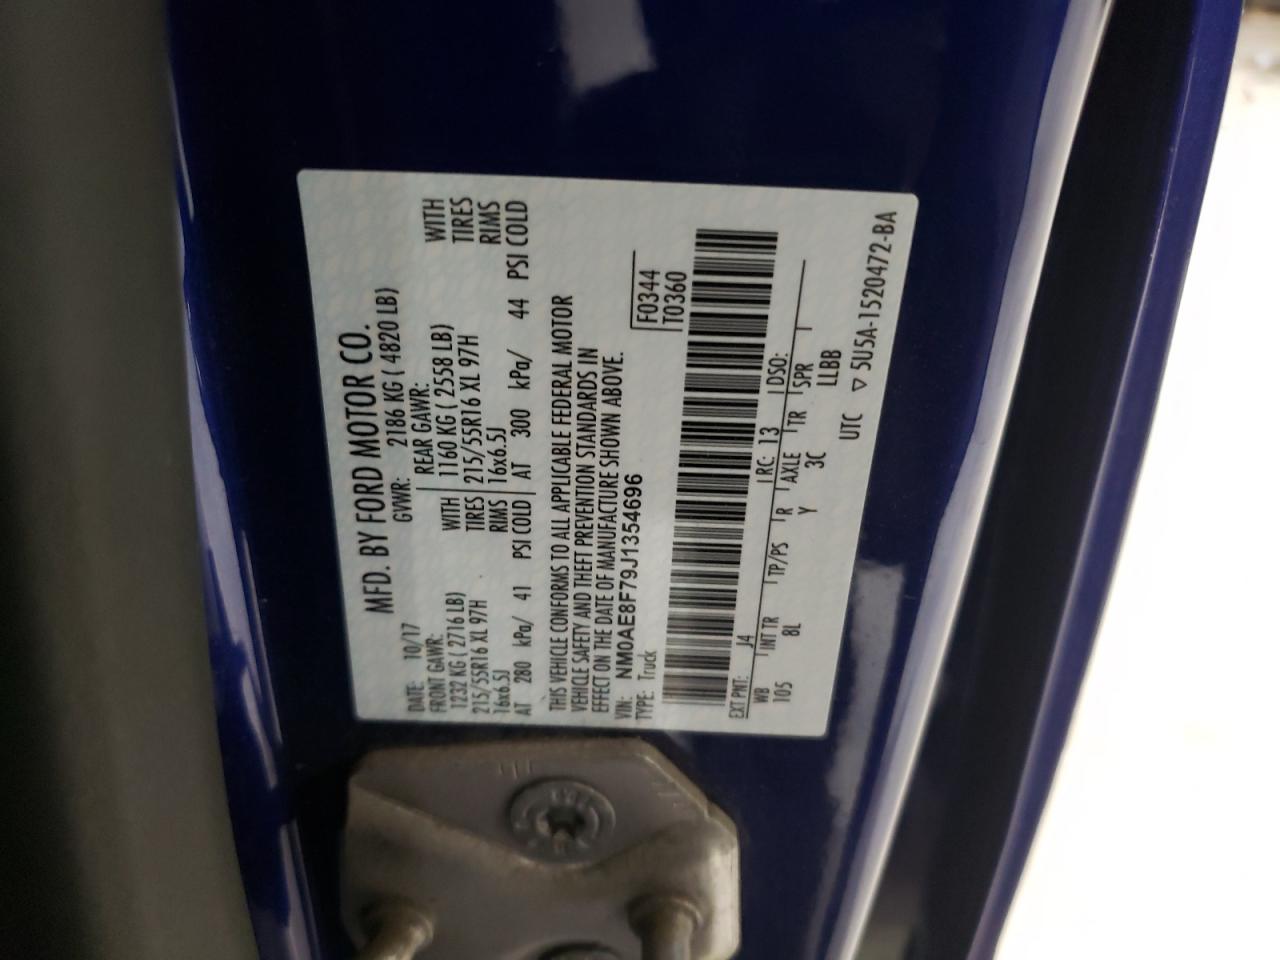 MFD. BY FORD MOTOR CO.
DATE: 10/17 GVWR: 2186 KG ( 4820 LB)
FRONT GAWR: REAR GAWR:
1232 KG ( 2716 LB) WITH 1160 KG ( 2558 LB) WITH
215/55R16 XL 97H TIRES 215/55R16 XL 97H TIRES
16x6.5J RIMS 16x6.5J RIMS
AT 280 kPa/ 41 PSI COLD AT 300 kPa/ 44 PSI COLD
THIS VEHICLE CONFORMS TO ALL APPLICABLE FEDERAL MOTOR
VEHICLE SAFETY AND THEFT PREVENTION STANDARDS IN
EFFECT ON THE DATE OF MANUFACTURE SHOWN ABOVE.
VIN: NM0AE8F79J1354696 F0344
TYPE: Truck T0360
EXT PNT: J4 RC: 13 DSO:
WB INT TR TP/PS R AXLE TR SPR
105 8L Y 3C LLBB
UTC ▽ 5U5A-1520472-BA